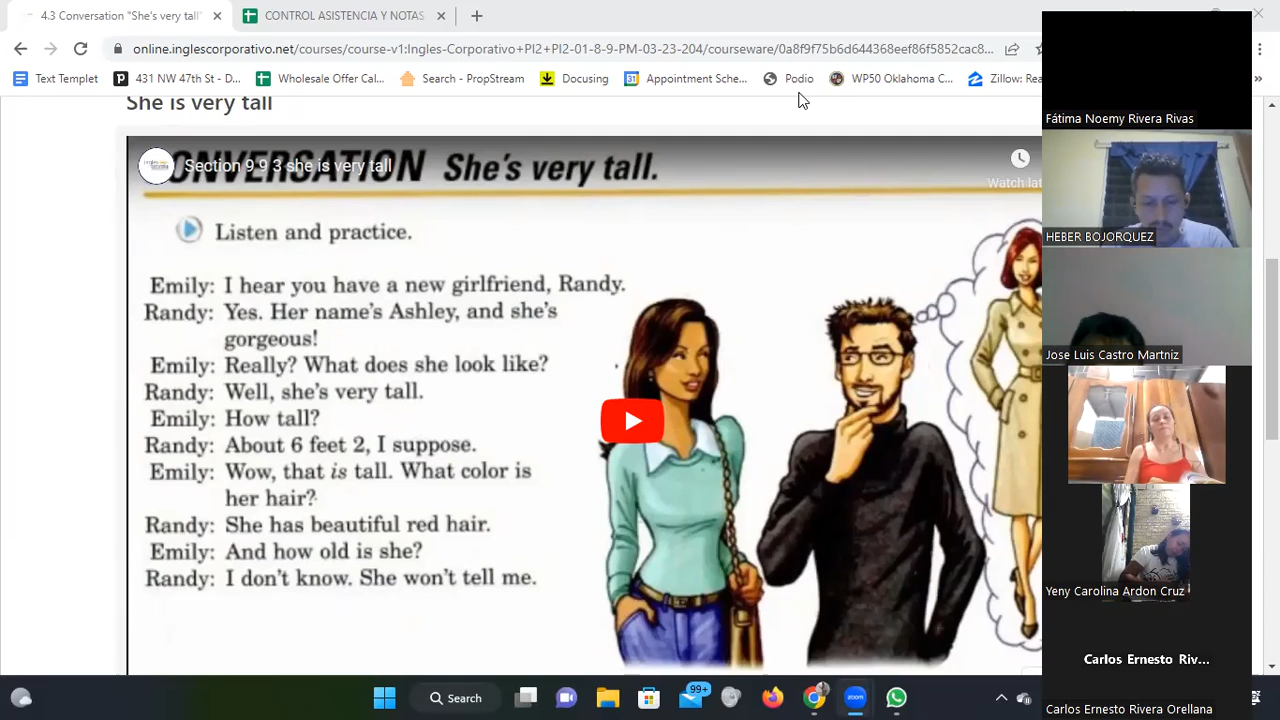 4.3 Conversation "She's very tall"
CONTROL ASISTENCIA Y NOTAS
online.inglescorporativo.net/courses/course-v1:Ingles-Corporativo+PI2+PI2-01-8-9-PM-03-23-204/courseware/0a8f9f75b6d644368eef86f5852cac8...
Text Templet
431 NW 47th St - D...
Wholesale Offer Cal...
Search - PropStream
Docusing
Appointment Sche...
Podio
WP50 Oklahoma C...
Zillow: Rea
She is very tall
CONVERSATION She's very tall.
Section 9 9 3 she is very tall
Watch lat
Listen and practice.
Emily: I hear you have a new girlfriend, Randy.
Randy: Yes. Her name's Ashley, and she's
gorgeous!
Emily: Really? What does she look like?
Randy: Well, she's very tall.
Emily: How tall?
Randy: About 6 feet 2, I suppose.
Emily: Wow, that is tall. What color is
her hair?
Randy: She has beautiful red hair.
Emily: And how old is she?
Randy: I don't know. She won't tell me.
Fátima Noemy Rivera Rivas
HEBER BOJORQUEZ
Jose Luis Castro Martniz
Yeny Carolina Ardon Cruz
Carlos Ernesto Riv...
Carlos Ernesto Rivera Orellana
Search
99+